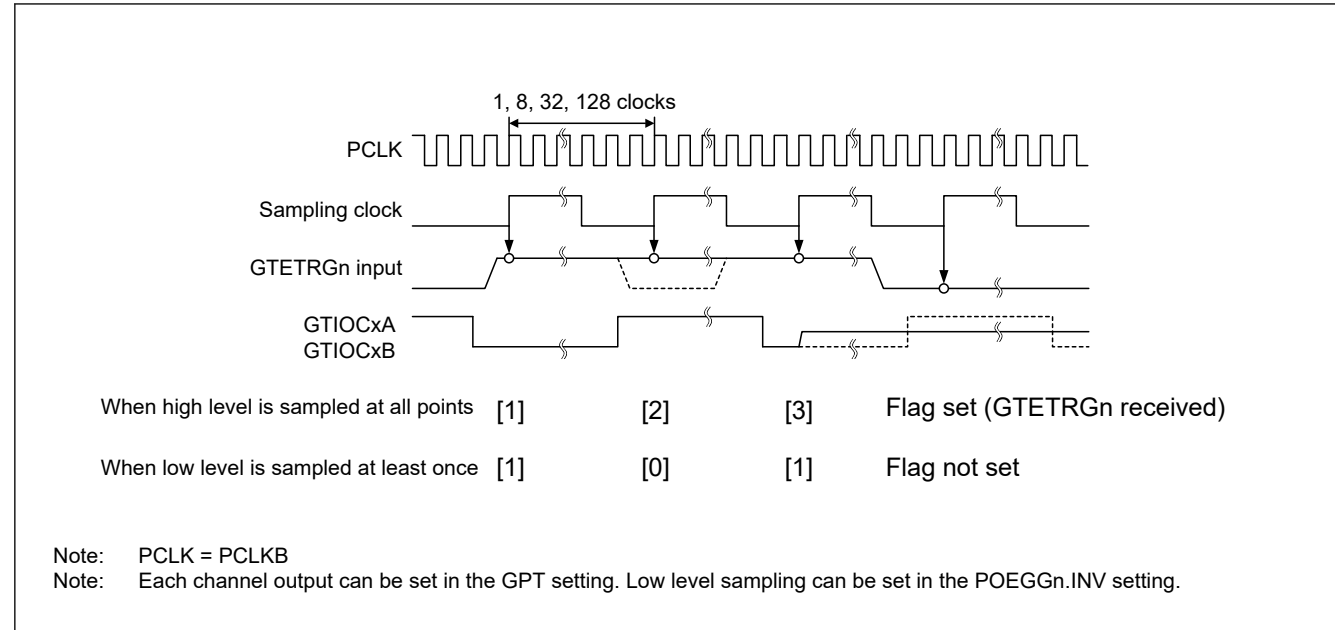 1, 8, 32, 128 clocks
PCLK
Sampling clock
GTETRGn input
GTIOCxA
GTIOCxB
When high level is sampled at all points [1] [2] [3] Flag set (GTETRGn received)
When low level is sampled at least once [1] [0] [1] Flag not set
Note: PCLK = PCLKB
Note: Each channel output can be set in the GPT setting. Low level sampling can be set in the POEGGn.INV setting.